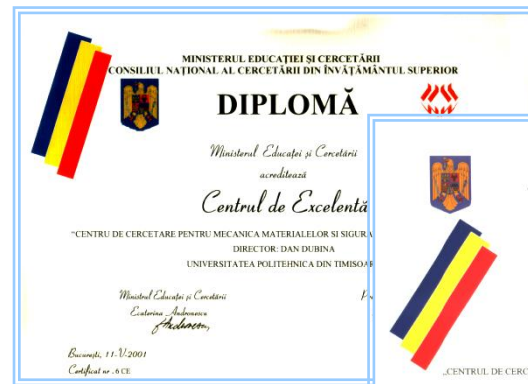 MINISTERUL EDUCAȚIEI ȘI CERCETĂRII
CONSILIUL NAȚIONAL AL CERCETĂRII DIN ÎNVĂȚĂMÂNTUL SUPERIOR
DIPLOMĂ
Ministerul Educației și Cercetării
acreditează
Centrul de Excelență
"CENTRU DE CERCETARE PENTRU MECANICA MATERIALELOR SI SIGURA
DIRECTOR: DAN DUBINA
UNIVERSITATEA POLITEHNICA DIN TIMISOAR
Ministrul Educației și Cercetării
Ecaterina Andronescu
București, 11-V-2001
Certificat nr. 6 CE
„CENTRUL DE CERC